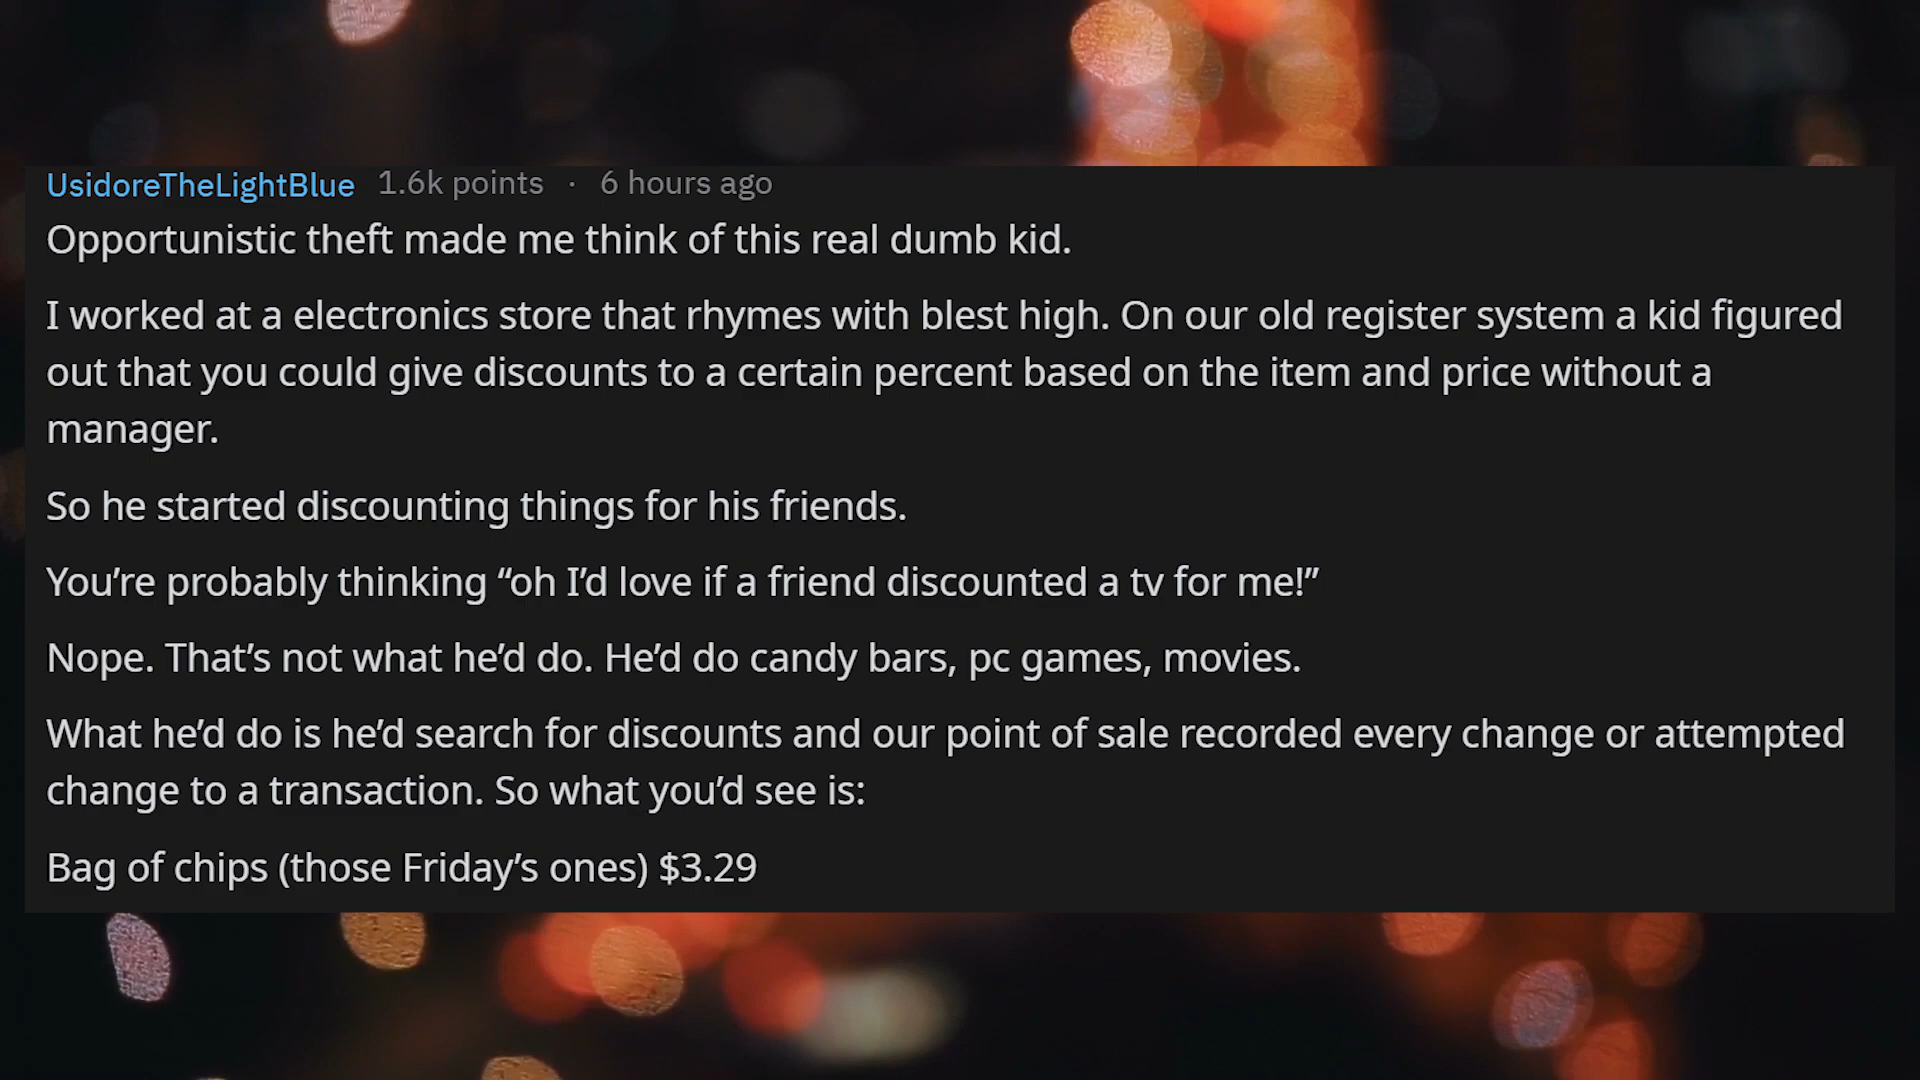 UsidoreTheLightBlue 1.6k points · 6 hours ago
Opportunistic theft made me think of this real dumb kid.
I worked at a electronics store that rhymes with blest high. On our old register system a kid figured
out that you could give discounts to a certain percent based on the item and price without a
manager.
So he started discounting things for his friends.
You’re probably thinking “oh I’d love if a friend discounted a tv for me!”
Nope. That’s not what he’d do. He’d do candy bars, pc games, movies.
What he’d do is he’d search for discounts and our point of sale recorded every change or attempted
change to a transaction. So what you’d see is:
Bag of chips (those Friday’s ones) $3.29